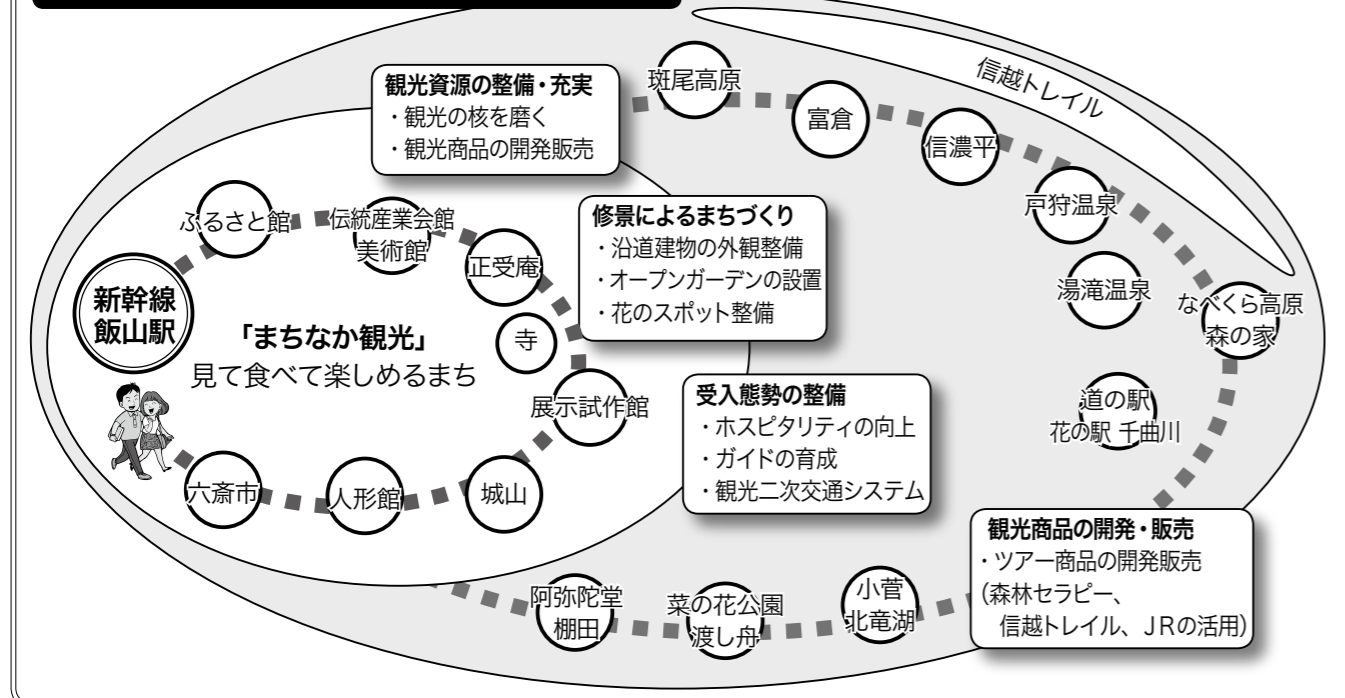 信越トレイル
観光資源の整備・充実
・観光の核を磨く
・観光商品の開発販売
斑尾高原
富倉
信濃平
戸狩温泉
湯滝温泉
なべくら高原
森の家
道の駅
花の駅 千曲川
修景によるまちづくり
・沿道建物の外観整備
・オープンガーデンの設置
・花のスポット整備
ふるさと館
伝統産業会館
美術館
正受庵
寺
展示試作館
城山
人形館
六斎市
新幹線
飯山駅
「まちなか観光」
見て食べて楽しめるまち
受入態勢の整備
・ホスピタリティの向上
・ガイドの育成
・観光二次交通システム
観光商品の開発・販売
・ツアー商品の開発販売
(森林セラピー、
信越トレイル、JRの活用)
阿弥陀堂
棚田
菜の花公園
渡し舟
小菅
北竜湖